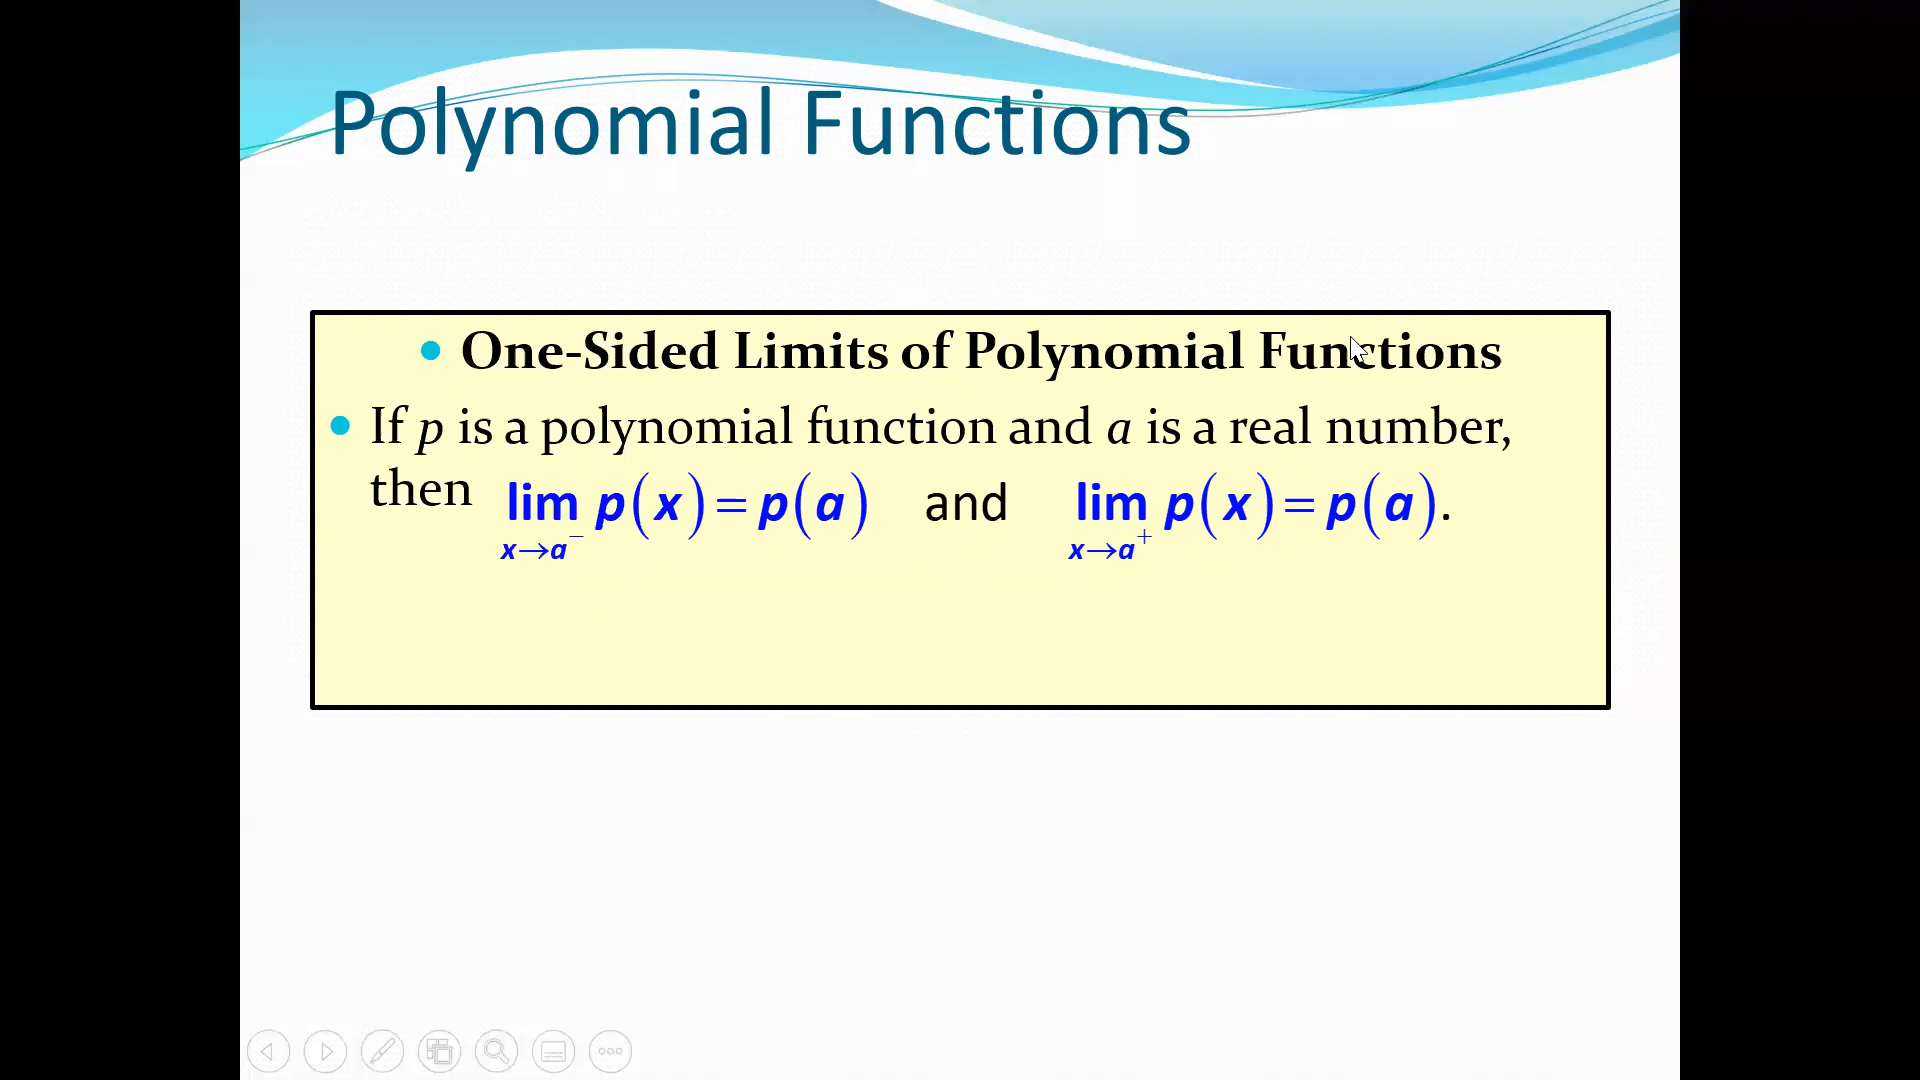 Polynomial Functions
• One-Sided Limits of Polynomial Functions
• If p is a polynomial function and a is a real number,
then lim p(x) = p(a) and lim p(x) = p(a).
x→a⁻ x→a⁺